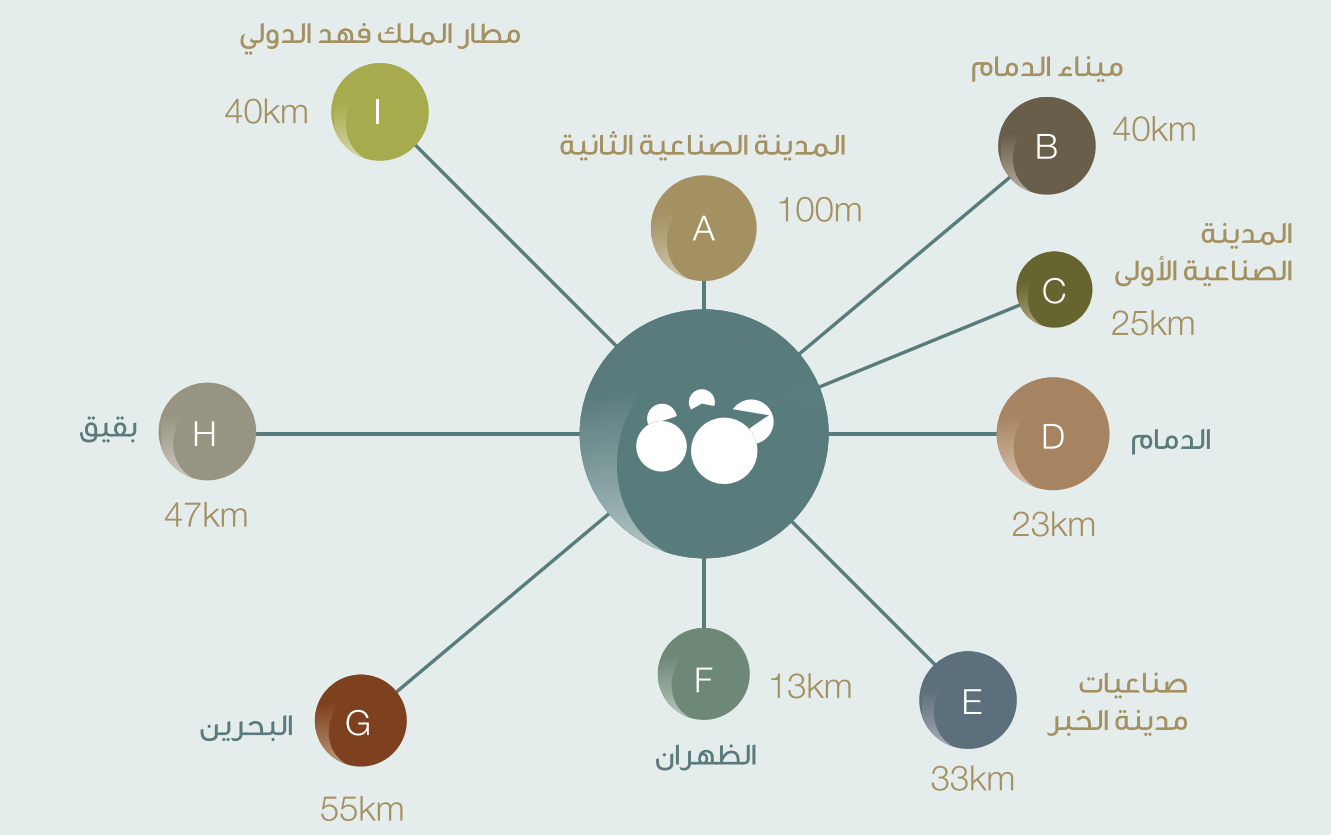 مطار الملك فهد الدولي
I
40km
المدينة الصناعية الثانية
A
100m
ميناء الدمام
B
40km
المدينة
الصناعية الأولى
C
25km
D
الدمام
23km
E
صناعيات
مدينة الخبر
33km
F
13km
الظهران
G
البحرين
55km
H
بقيق
47km